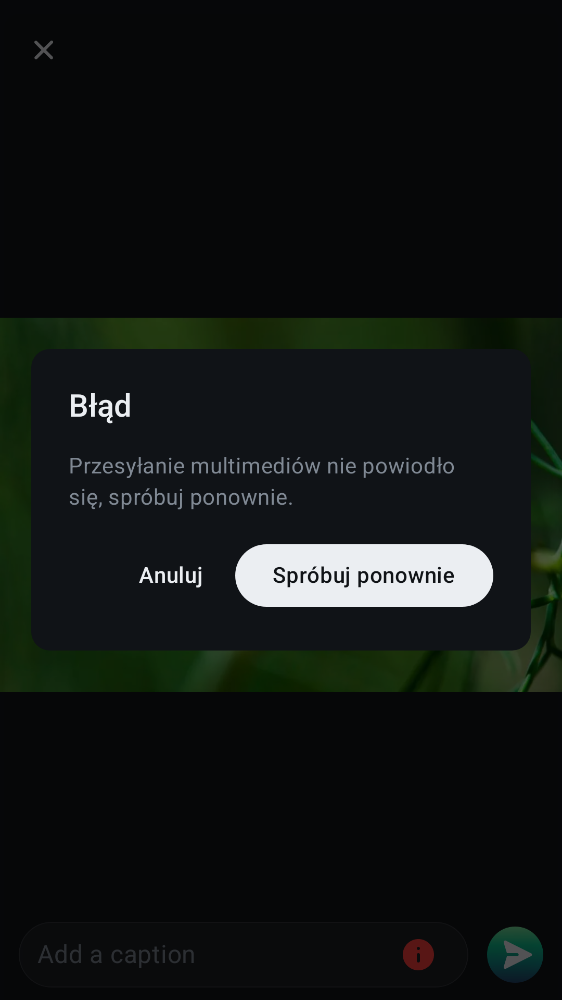 Błąd
Przesyłanie multimediów nie powiodło
się, spróbuj ponownie.
Anuluj
Spróbuj ponownie
Add a caption